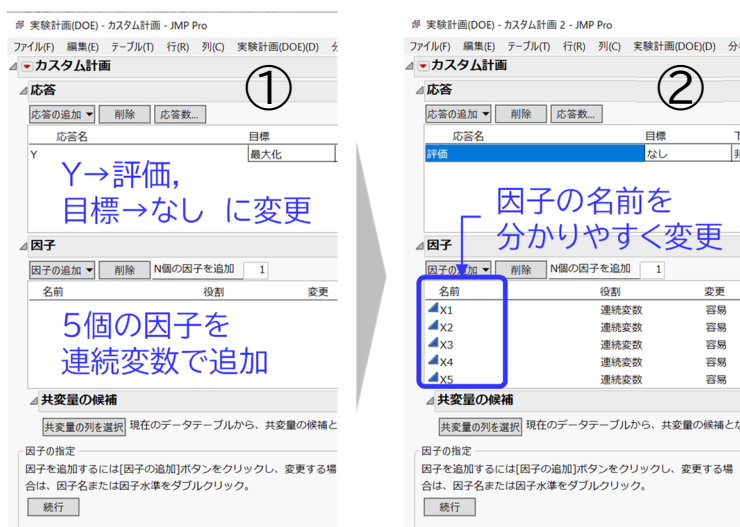 実験計画(DOE) - カスタム計画 - JMP Pro
ファイル(F) 編集(E) テーブル(T) 行(R) 列(C) 実験計画(DOE)(D)
カスタム計画
①
応答
応答の追加 削除 応答数...
応答名 目標
Y 最大化
Y→評価,
目標→なし に変更
因子
因子の追加 削除 N個の因子を追加 1
名前 役割 変更
5個の因子を
連続変数で追加
共変量の候補
共変量の列を選択 現在のデータテーブルから、共変量の候補と
因子の指定
因子を追加するには[因子の追加]ボタンをクリックし、変更する場
合は、因子名または因子水準をダブルクリック。
続行
実験計画(DOE) - カスタム計画 2 - JMP Pro
ファイル(F) 編集(E) テーブル(T) 行(R) 列(C) 実験計画(DOE)(D)
カスタム計画
②
応答
応答の追加 削除 応答数...
応答名 目標
評価 なし
因子の名前を
分かりやすく変更
因子
因子の追加 削除 N個の因子を追加 1
名前 役割 変更
X1 連続変数 容易
X2 連続変数 容易
X3 連続変数 容易
X4 連続変数 容易
X5 連続変数 容易
共変量の候補
共変量の列を選択 現在のデータテーブルから、共変量の候補とな
因子の指定
因子を追加するには[因子の追加]ボタンをクリックし、変更する場
合は、因子名または因子水準をダブルクリック。
続行